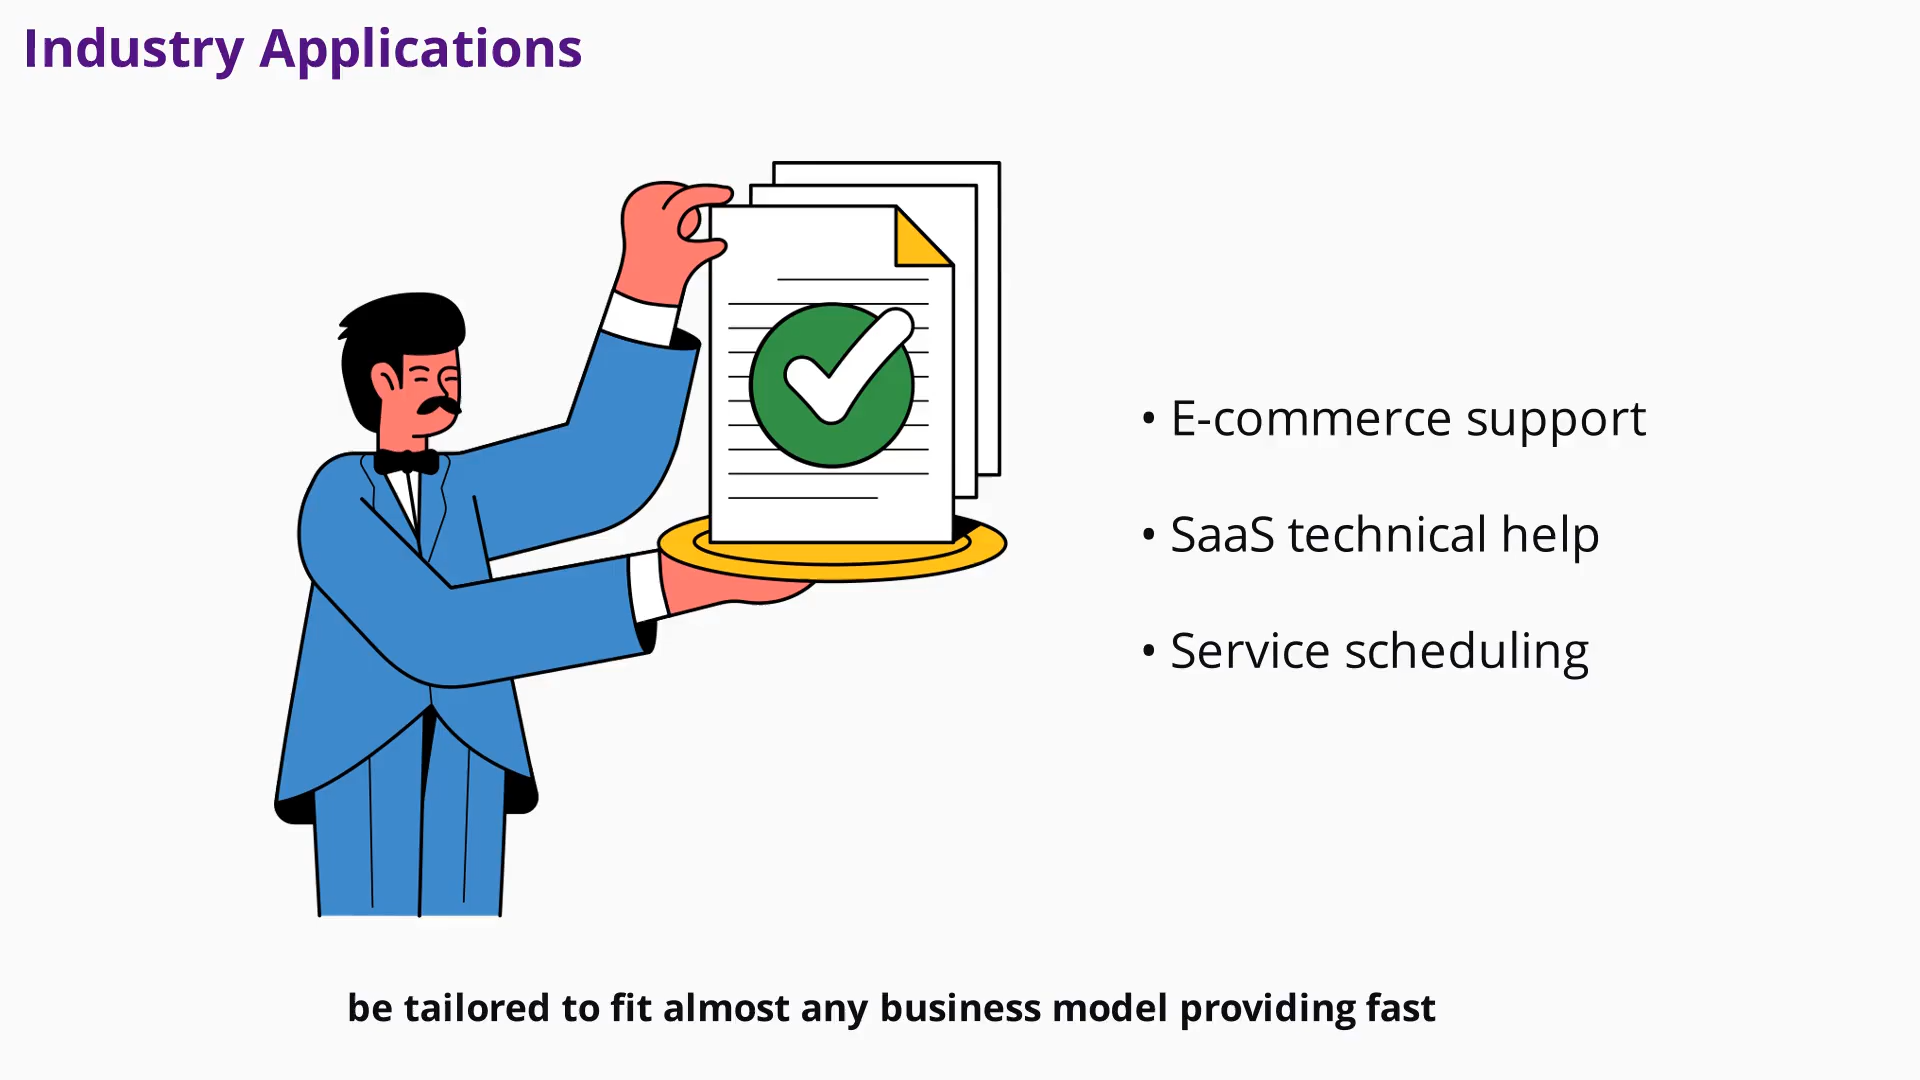 Industry Applications
• E-commerce support
• SaaS technical help
• Service scheduling
be tailored to fit almost any business model providing fast